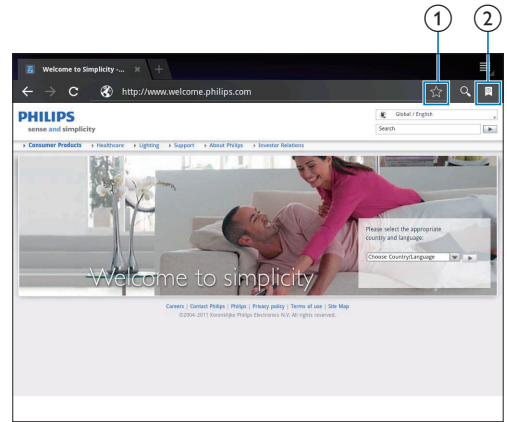 1 2
Welcome to Simplicity -...
http://www.welcome.philips.com
PHILIPS
sense and simplicity
Global / English
Search
Consumer Products Healthcare Lighting Support About Philips Investor Relations
Please select the appropriate
country and language:
Choose Country/Language
Welcome to simplicity
Careers | Contact Philips | Philips | Privacy policy | Terms of use | Site Map
©2004-2011 Koninklijke Philips Electronics N.V. All rights reserved.